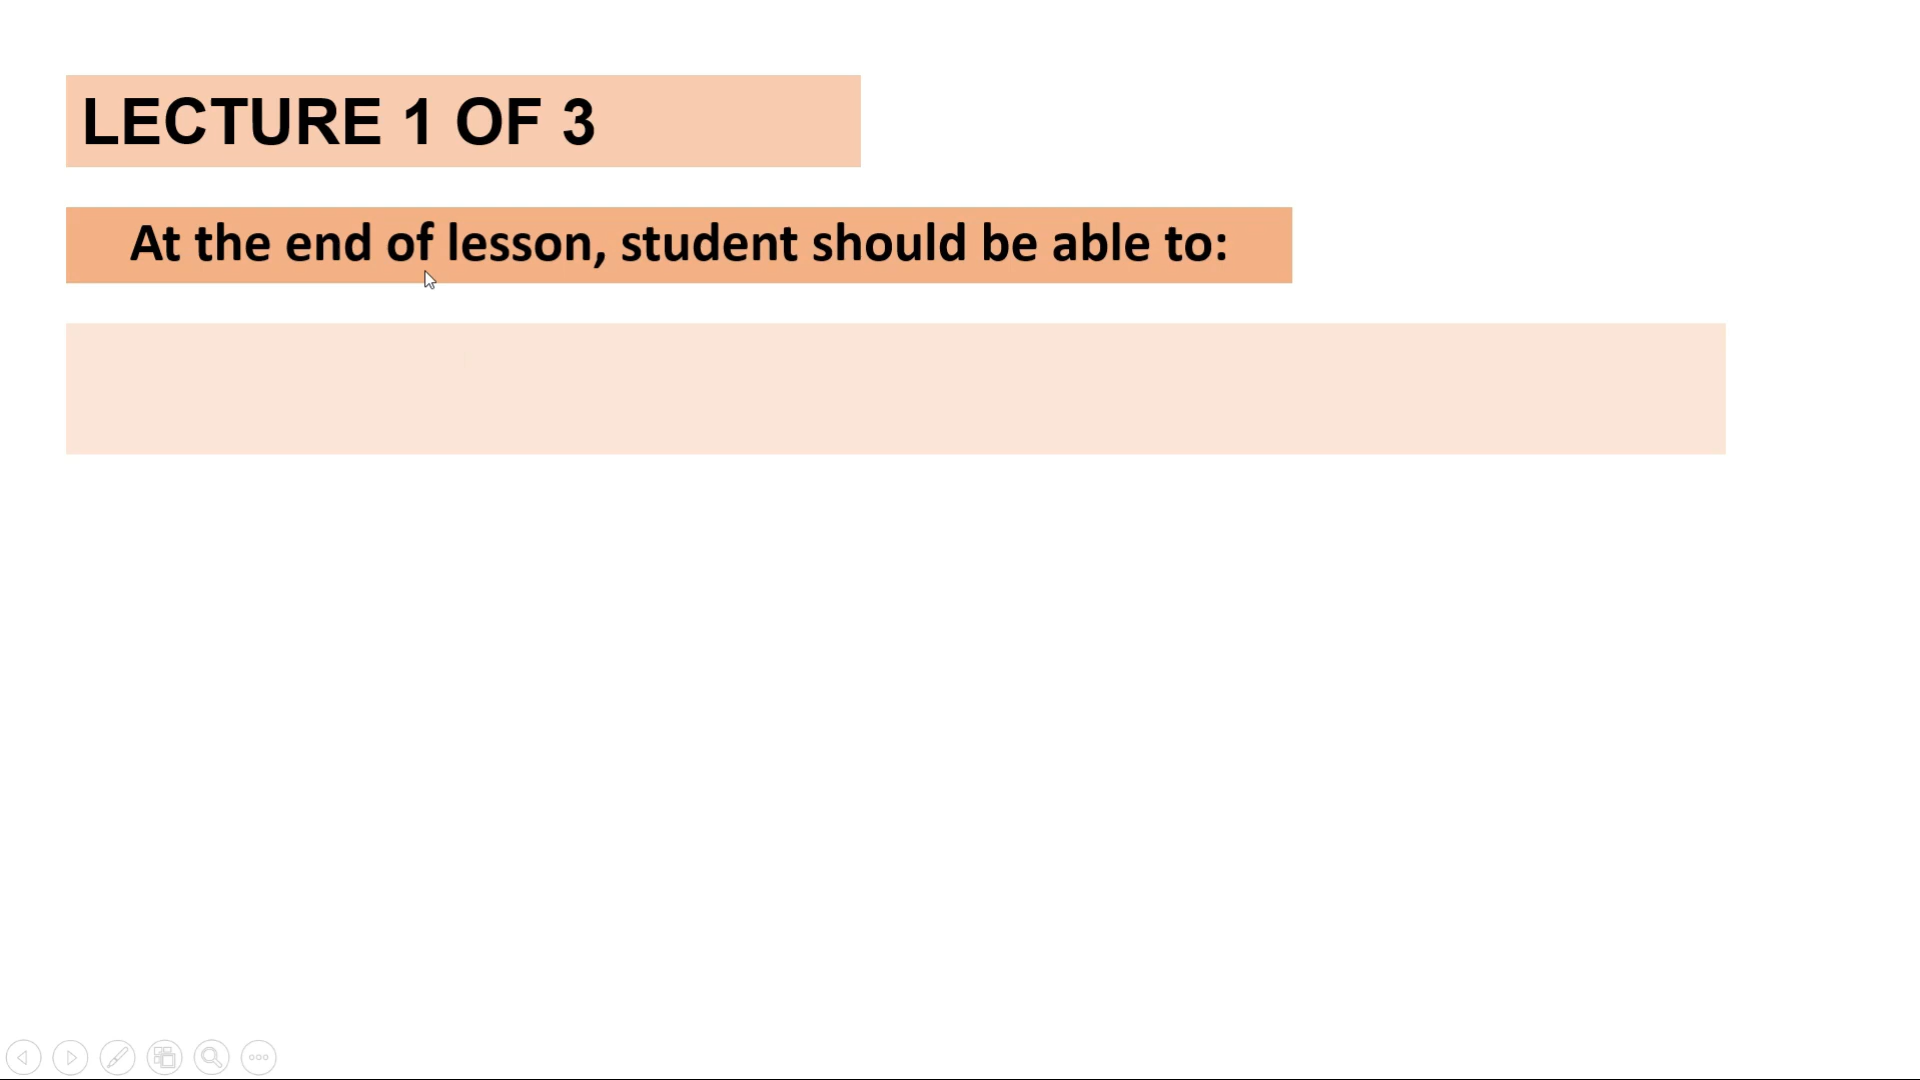 LECTURE 1 OF 3
At the end of lesson, student should be able to: